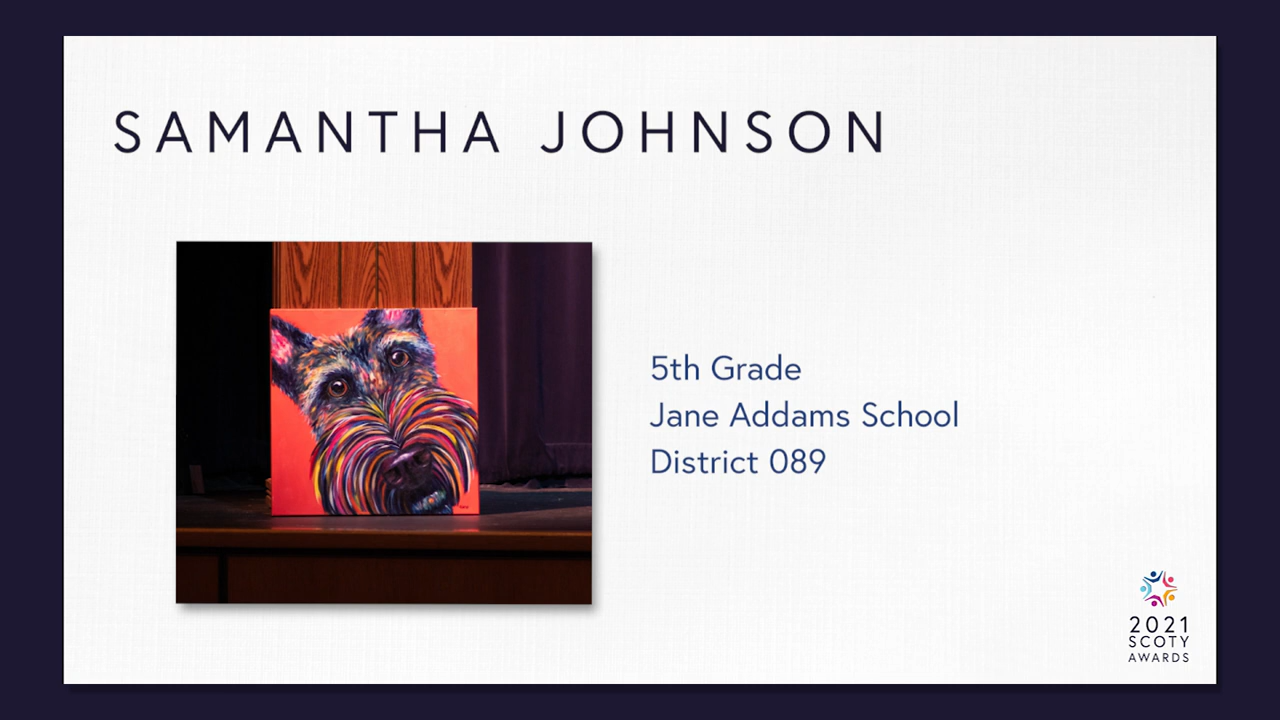 SAMANTHA JOHNSON
5th Grade
Jane Addams School
District 089
2021
SCOTY
AWARDS